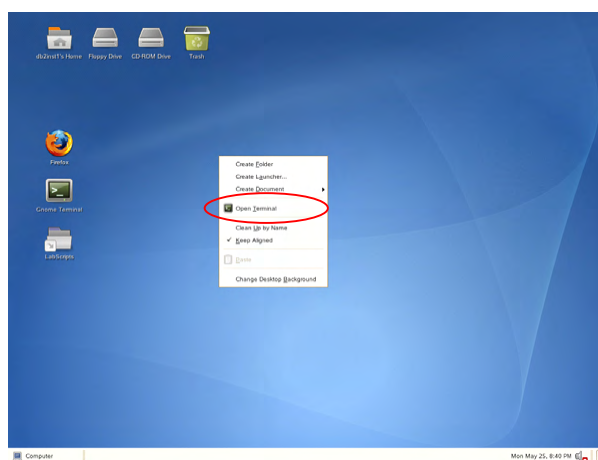 db2inst1's Home
Floppy Drive
CD-ROM Drive
Trash
Firefox
Gnome Terminal
LabScripts
Create Folder
Create Launcher...
Create Document
Open Terminal
Clean Up by Name
Keep Aligned
Paste
Change Desktop Background
Computer
Mon May 25, 8:40 PM